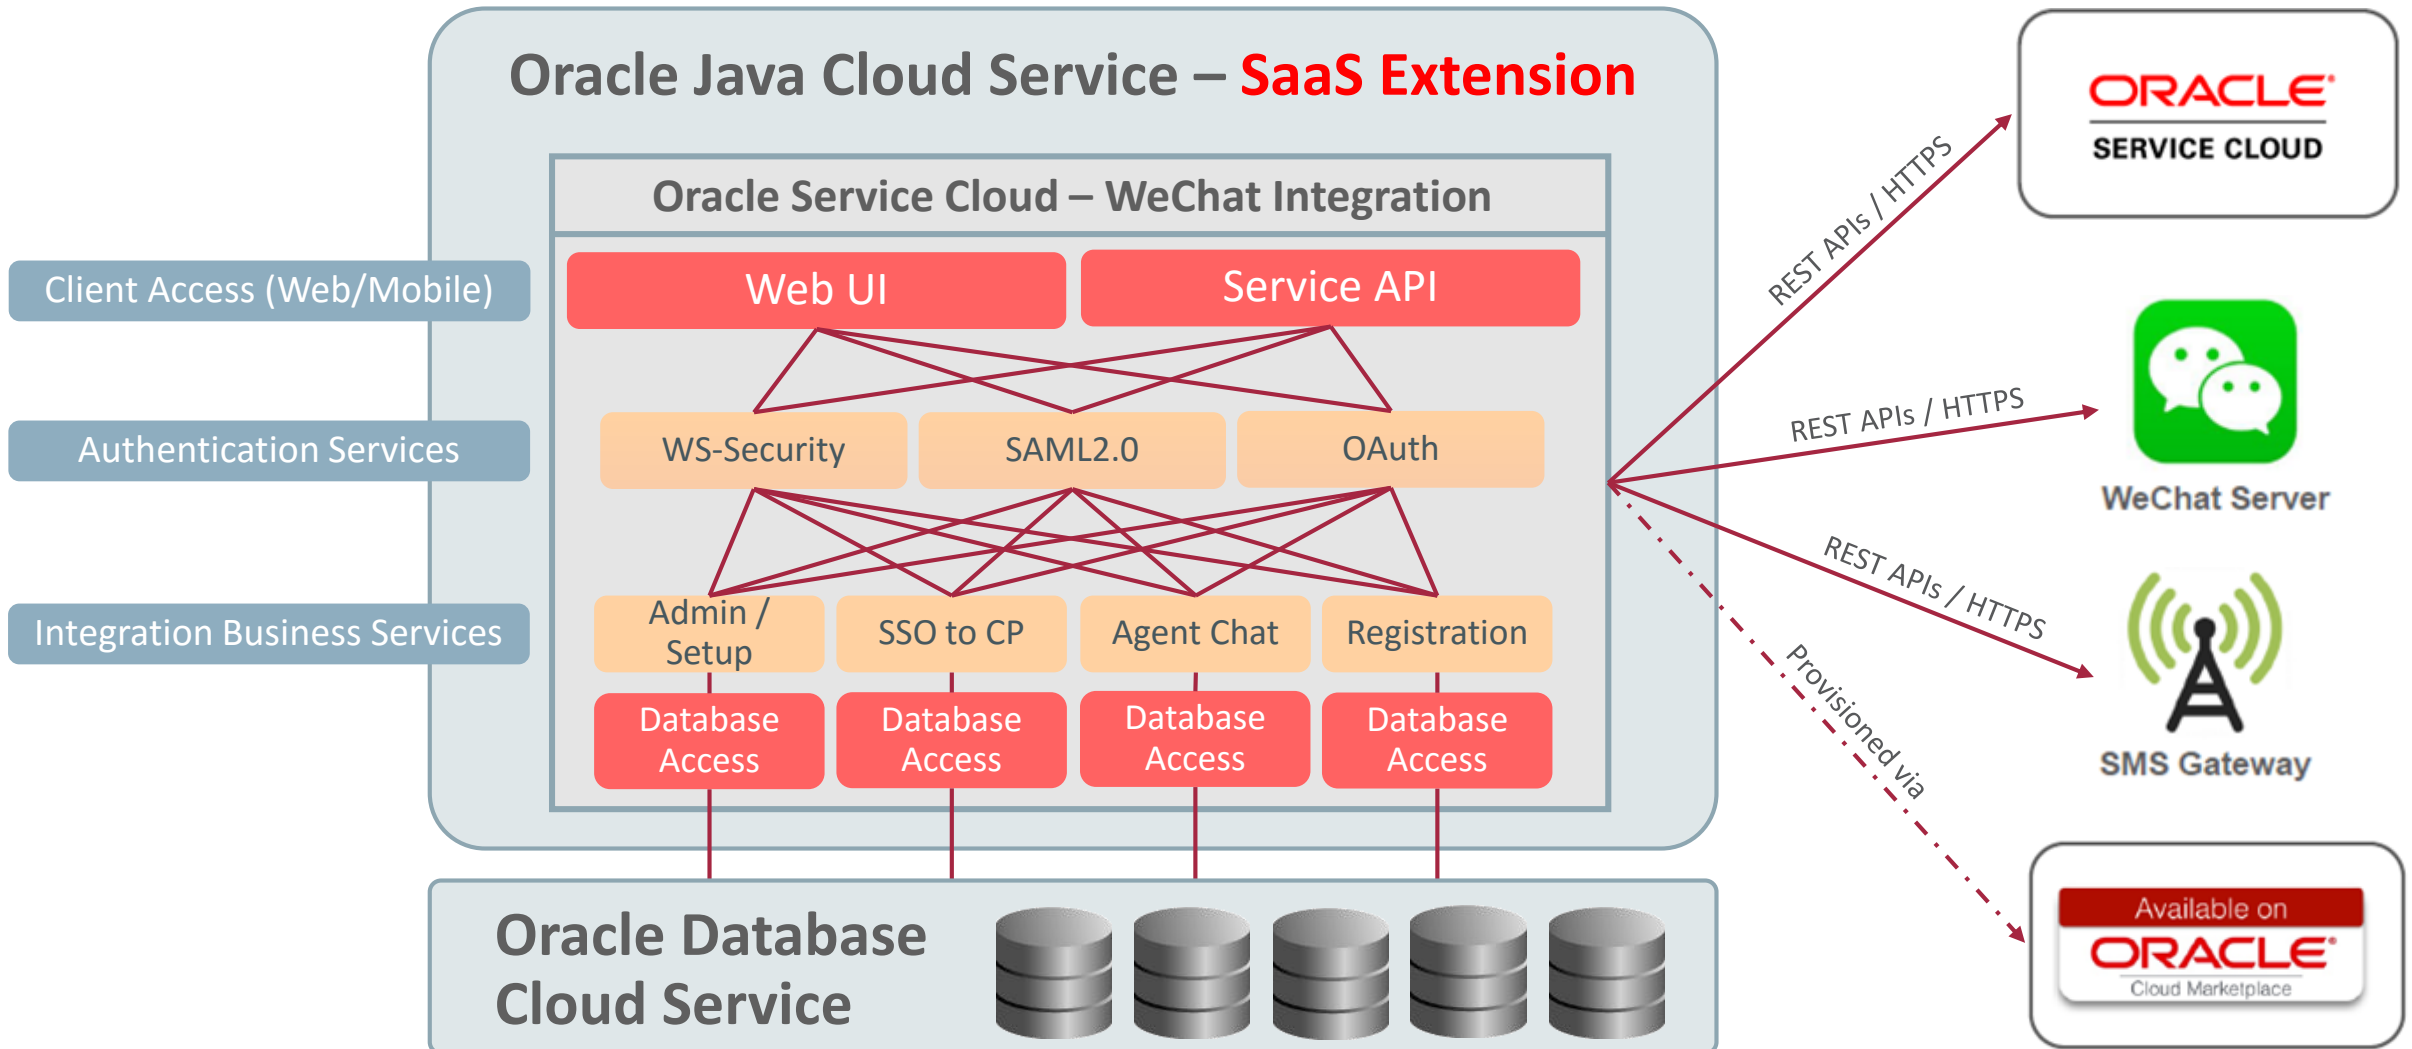 Oracle Java Cloud Service – SaaS Extension
Oracle Service Cloud – WeChat Integration
Client Access (Web/Mobile)
Web UI
Service API
Authentication Services
WS-Security
SAML2.0
OAuth
Integration Business Services
Admin /
Setup
SSO to CP
Agent Chat
Registration
Database
Access
Database
Access
Database
Access
Database
Access
Oracle Database
Cloud Service
REST APIs / HTTPS
ORACLE®
SERVICE CLOUD
REST APIs / HTTPS
WeChat Server
REST APIs / HTTPS
SMS Gateway
Provisioned via
Available on
ORACLE®
Cloud Marketplace